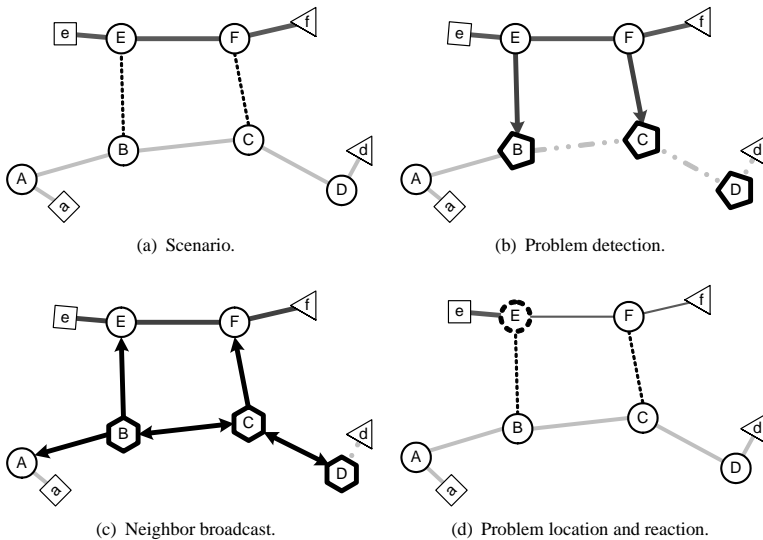 e E F f
B C
A a D d
(a) Scenario.
e E F f
B C
A a D d
(b) Problem detection.
e E F f
B C
A a D d
(c) Neighbor broadcast.
e E F f
B C
A a D d
(d) Problem location and reaction.